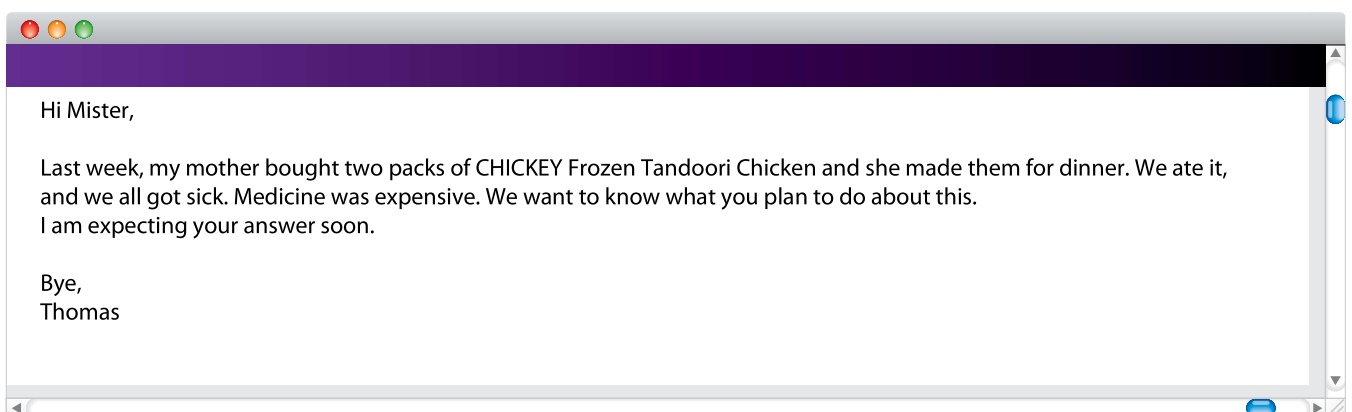 Hi Mister,
Last week, my mother bought two packs of CHICKEY Frozen Tandoori Chicken and she made them for dinner. We ate it,
and we all got sick. Medicine was expensive. We want to know what you plan to do about this.
I am expecting your answer soon.
Bye,
Thomas